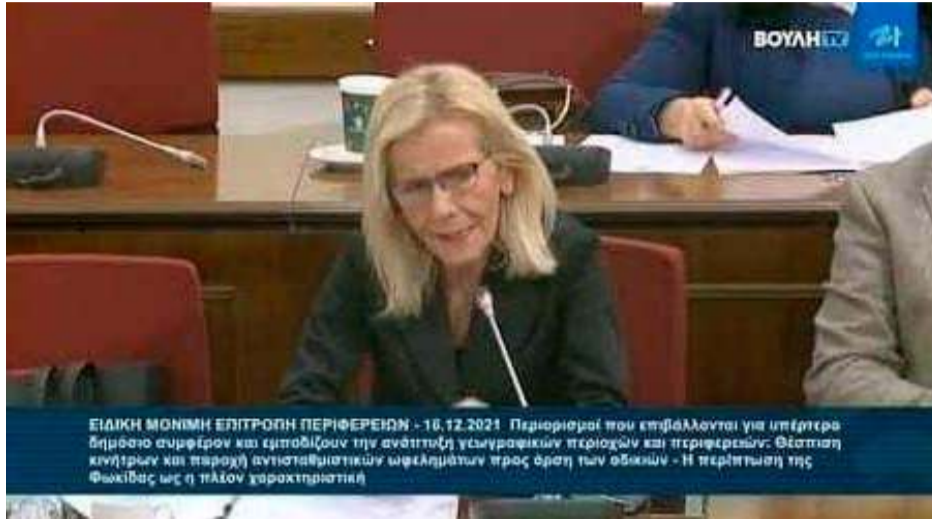 ΒΟΥΛΗ TV
ΕΙΔΙΚΗ ΜΟΝΙΜΗ ΕΠΙΤΡΟΠΗ ΠΕΡΙΦΕΡΕΙΩΝ - 16.12.2021 Περιορισμοί που επιβάλλονται για υπέρτερο
δημόσιο συμφέρον και εμποδίζουν την ανάπτυξη γεωγραφικών περιοχών και περιφερειών: Θέσπιση
κινήτρων και παροχή αντισταθμιστικών ωφελημάτων προς άρση των αδικιών - Η περίπτωση της
Φωκίδας ως η πλέον χαρακτηριστική